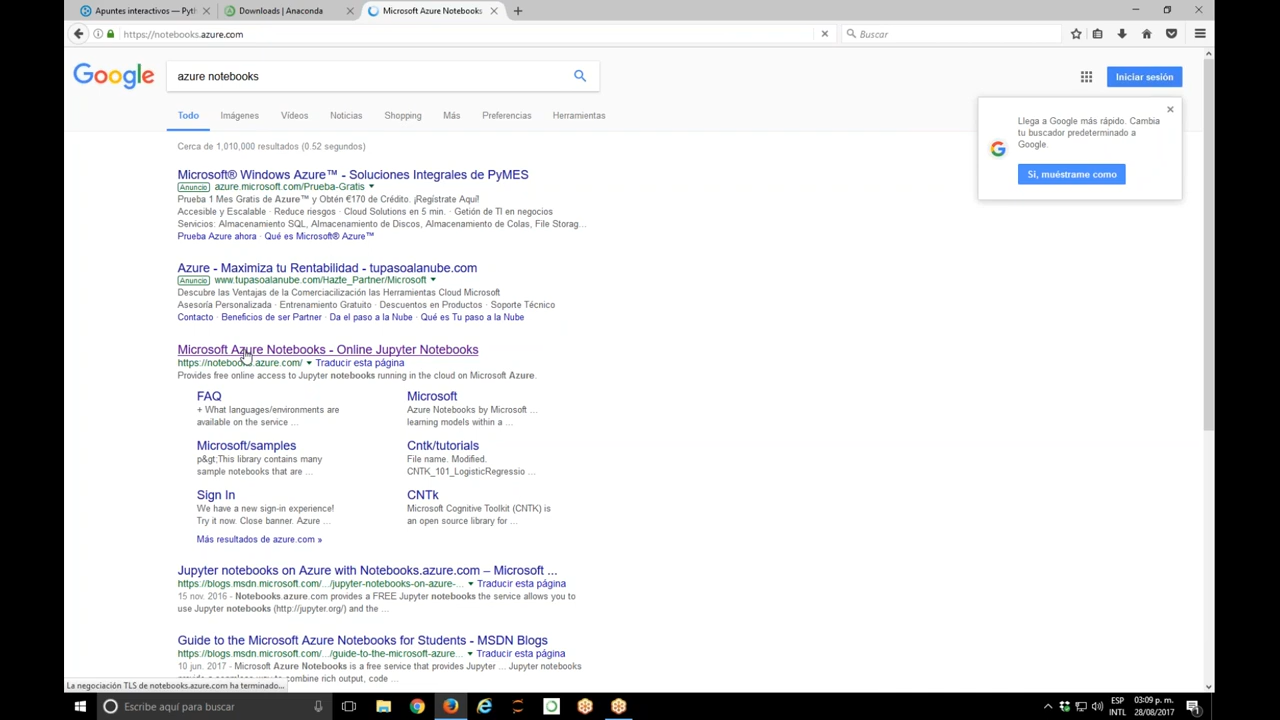 Apuntes interactivos — Pyth
Downloads | Anaconda
Microsoft Azure Notebooks
https://notebooks.azure.com
Buscar
Google
azure notebooks
Iniciar sesión
Todo
Imágenes
Vídeos
Noticias
Shopping
Más
Preferencias
Herramientas
Llega a Google más rápido. Cambia
tu buscador predeterminado a
Google.
Sí, muéstrame como
Cerca de 1,010,000 resultados (0.52 segundos)
Microsoft® Windows Azure™ - Soluciones Integrales de PyMES
Anuncio azure.microsoft.com/Prueba-Gratis
Prueba 1 Mes Gratis de Azure™ y Obtén €170 de Crédito. ¡Regístrate Aquí!
Accesible y Escalable · Reduce riesgos · Cloud Solutions en 5 min. · Getión de TI en negocios
Servicios: Almacenamiento SQL, Almacenamiento de Discos, Almacenamiento de Colas, File Storag...
Prueba Azure ahora · Qué es Microsoft® Azure™
Azure - Maximiza tu Rentabilidad - tupasoalanube.com
Anuncio www.tupasoalanube.com/Hazte_Partner/Microsoft
Descubre las Ventajas de la Comerciacilización las Herramientas Cloud Microsoft
Asesoría Personalizada · Entrenamiento Gratuito · Descuentos en Productos · Soporte Técnico
Contacto · Beneficios de ser Partner · Da el paso a la Nube · Qué es Tu paso a la Nube
Microsoft Azure Notebooks - Online Jupyter Notebooks
https://notebooks.azure.com/ Traducir esta página
Provides free online access to Jupyter notebooks running in the cloud on Microsoft Azure.
FAQ
+ What languages/environments are
available on the service ...
Microsoft
Azure Notebooks by Microsoft ...
learning models within a ...
Microsoft/samples
p&gt;This library contains many
sample notebooks that are ...
Cntk/tutorials
File name. Modified.
CNTK_101_LogisticRegressio ...
Sign In
We have a new sign-in experience!
Try it now. Close banner. Azure ...
CNTk
Microsoft Cognitive Toolkit (CNTK) is
an open source library for ...
Más resultados de azure.com »
Jupyter notebooks on Azure with Notebooks.azure.com – Microsoft ...
https://blogs.msdn.microsoft.com/.../jupyter-notebooks-on-azure-... Traducir esta página
15 nov. 2016 - Notebooks.azure.com provides a FREE Jupyter notebooks the service allows you to
use Jupyter notebooks (http://jupyter.org/) and the ...
Guide to the Microsoft Azure Notebooks for Students - MSDN Blogs
https://blogs.msdn.microsoft.com/.../guide-to-the-microsoft-azure... Traducir esta página
10 jun. 2017 - Microsoft Azure Notebooks is a free service that provides Jupyter ... Jupyter notebooks
code ...
La negociación TLS de notebooks.azure.com ha terminado...
Escribe aquí para buscar
ESP
INTL
03:09 p. m.
28/08/2017
1